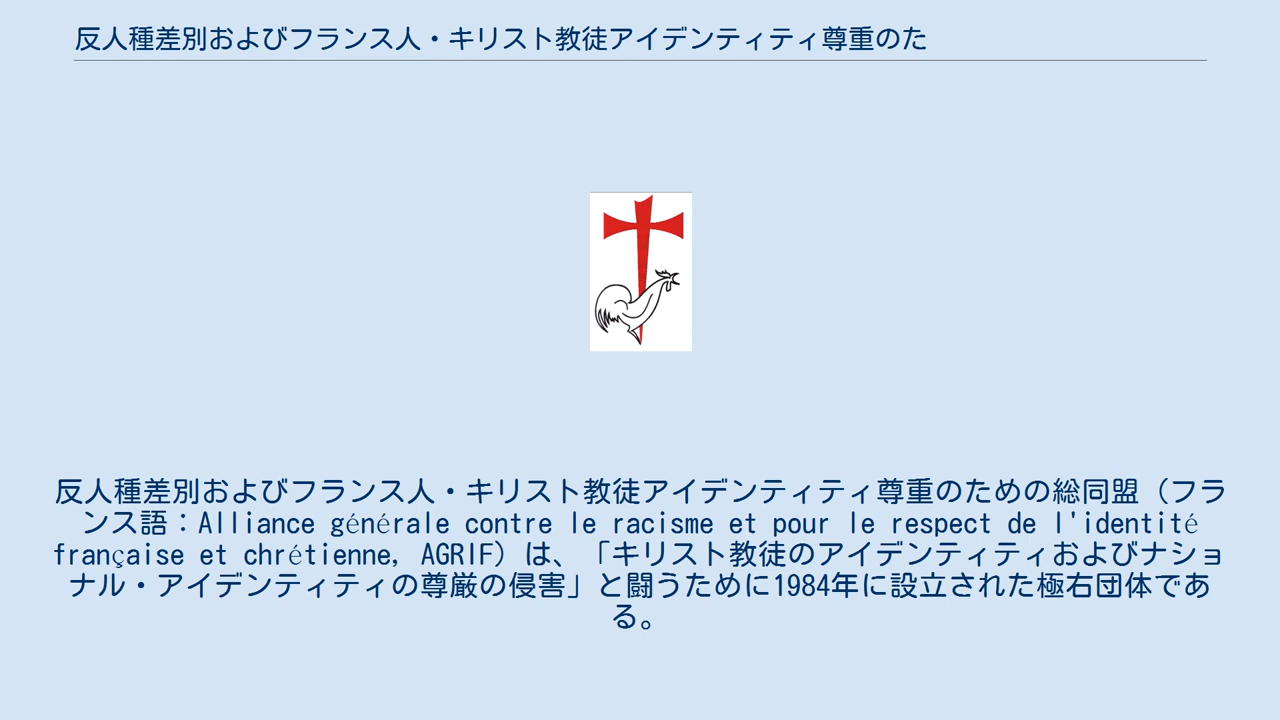 反人種差別およびフランス人・キリスト教徒アイデンティティ尊重のた
反人種差別およびフランス人・キリスト教徒アイデンティティ尊重のための総同盟（フラ
ンス語：Alliance générale contre le racisme et pour le respect de l'identité
française et chrétienne, AGRIF）は、「キリスト教徒のアイデンティティおよびナショ
ナル・アイデンティティの尊厳の侵害」と闘うために1984年に設立された極右団体であ
る。